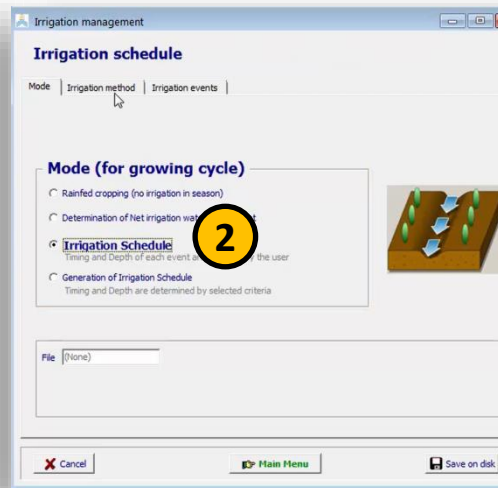 Irrigation management
Irrigation schedule
Mode Irrigation method Irrigation events
Mode (for growing cycle)
Rainfed cropping (no irrigation in season)
Determination of Net irrigation
2
Irrigation Schedule
Timing and Depth of each event the user
Generation of Irrigation Schedule
Timing and Depth are determined by selected criteria
File (None)
Cancel Main Menu Save on disk